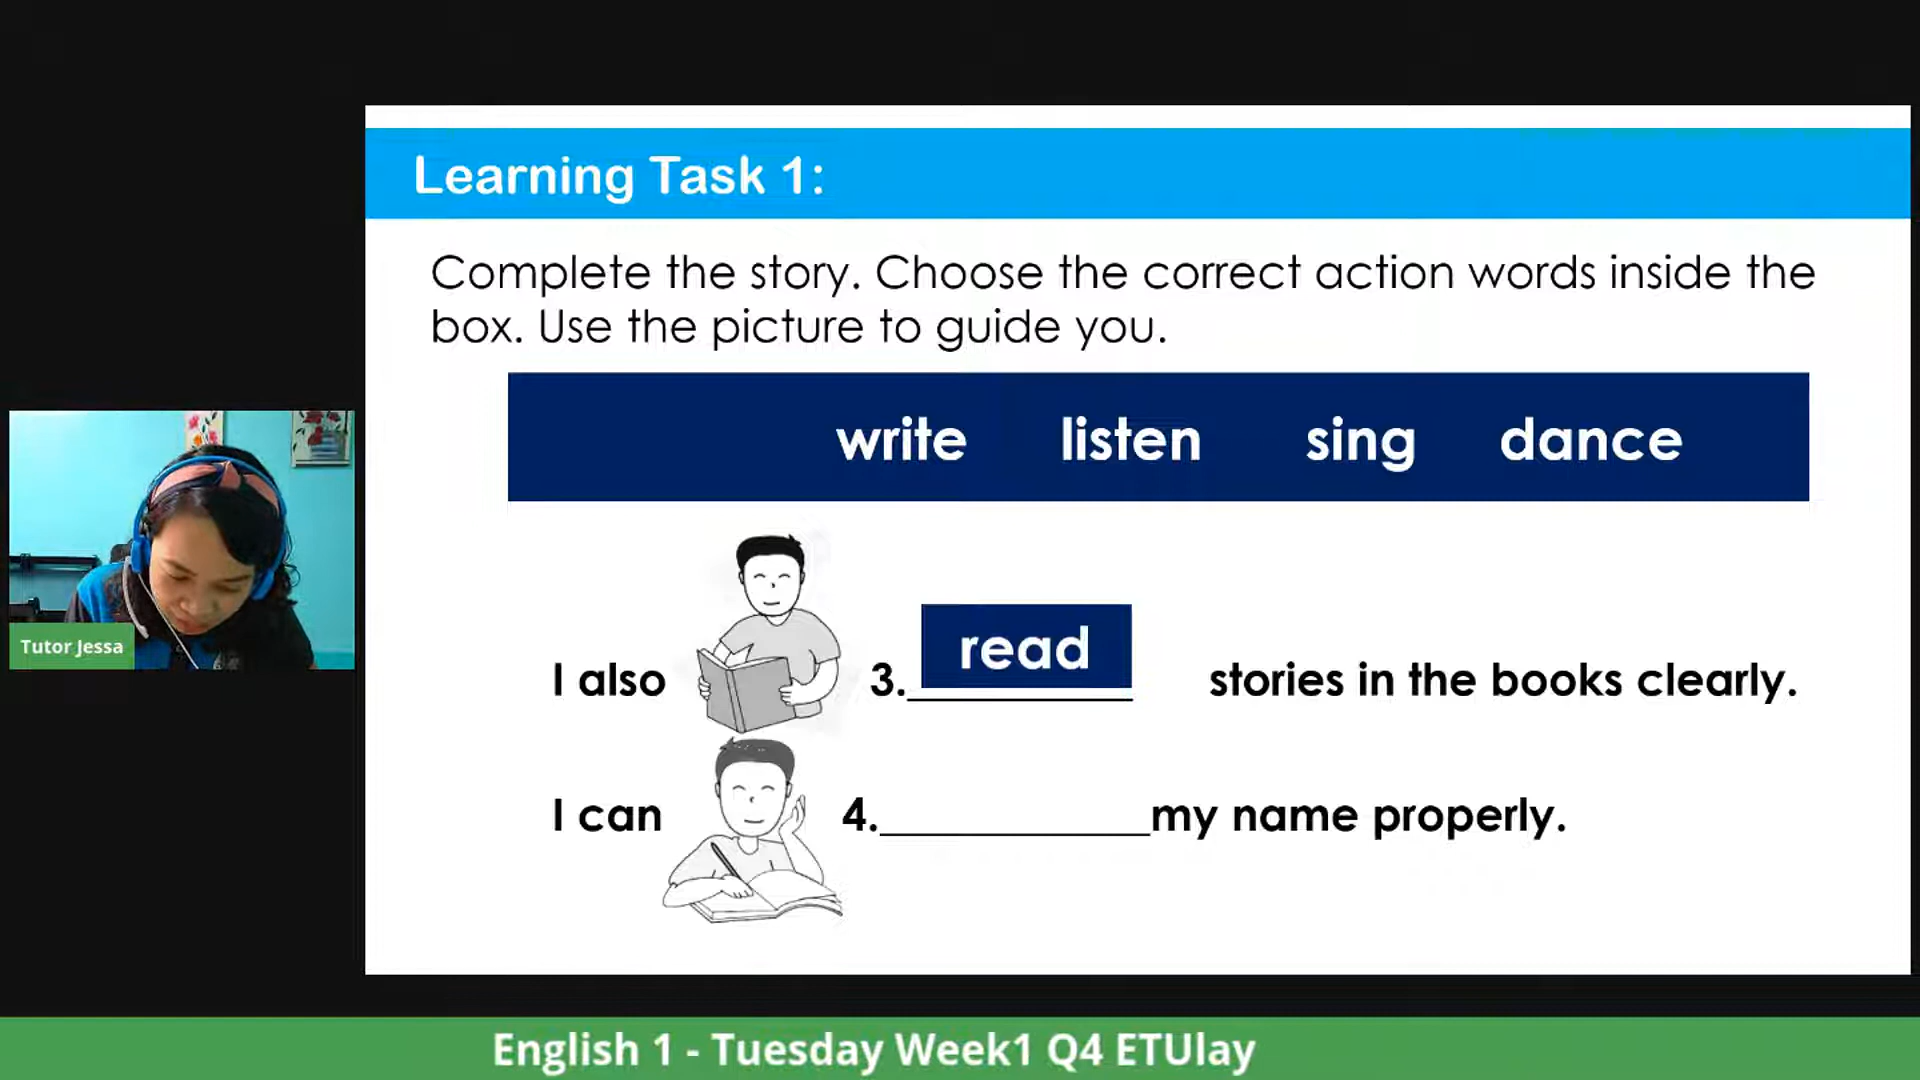 Learning Task 1:
Complete the story. Choose the correct action words inside the
box. Use the picture to guide you.
write listen sing dance
I also 3. read stories in the books clearly.
I can 4.____________my name properly.
Tutor Jessa
English 1 - Tuesday Week1 Q4 ETUlay